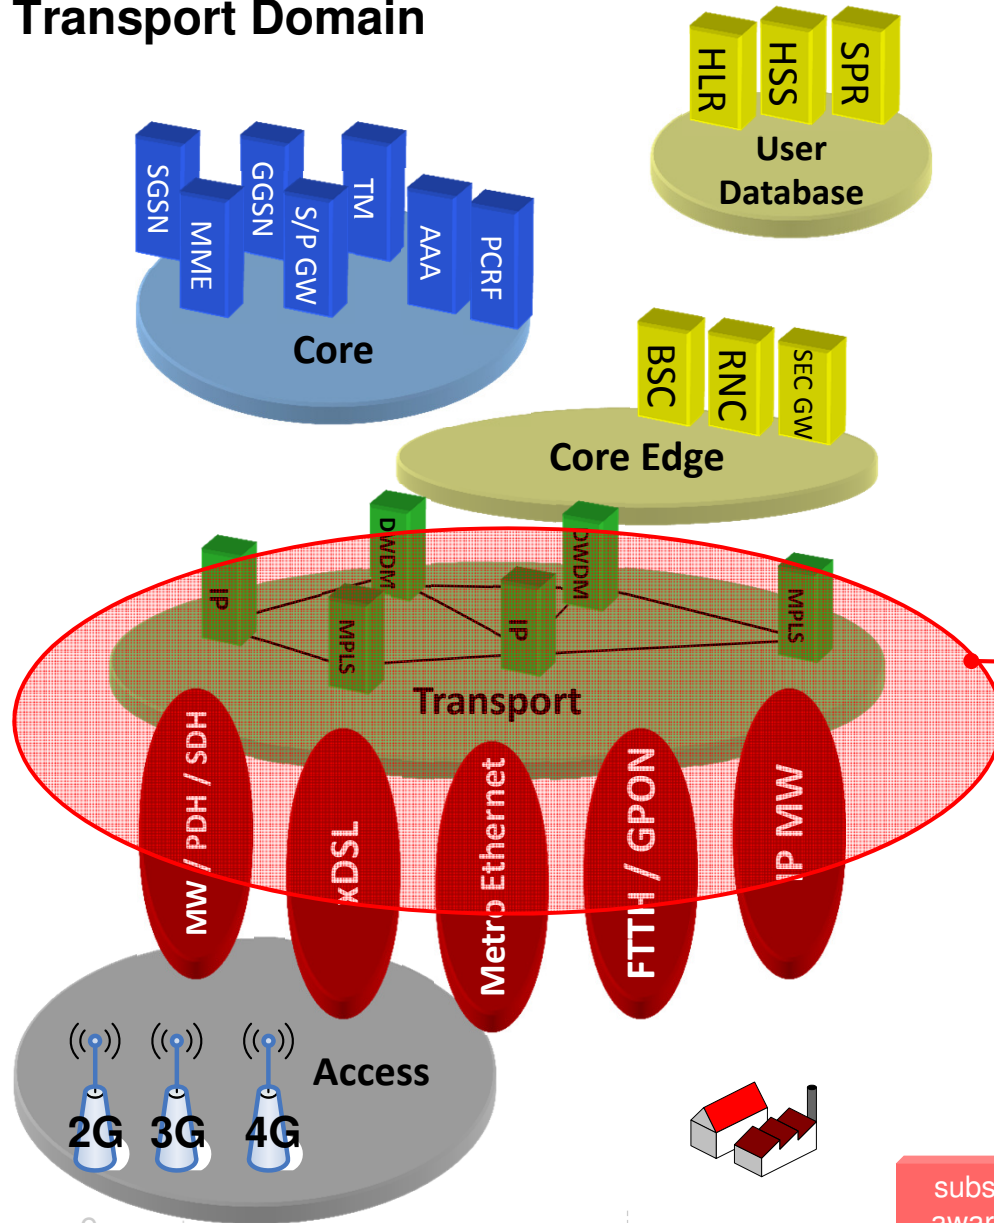 Transport Domain
HLR
HSS
SPR
User
Database
SGSN
MME
GGSN
S/P GW
TM
AAA
PCRF
Core
BSC
RNC
SEC GW
Core Edge
IP
DWDM
MPLS
IP
DWDM
MPLS
Transport
MW / PDH / SDH
xDSL
Metro Ethernet
FTTH / GPON
IP MW
Access
2G
3G
4G
subs